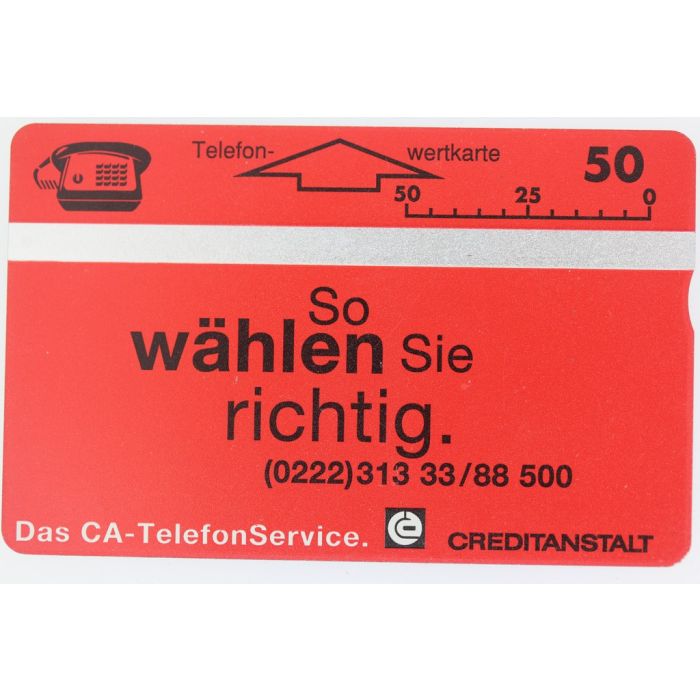 Telefon- wertkarte 50
50 25 0
So
wählen Sie
richtig.
(0222)313 33/88 500
Das CA-TelefonService. CREDITANSTALT